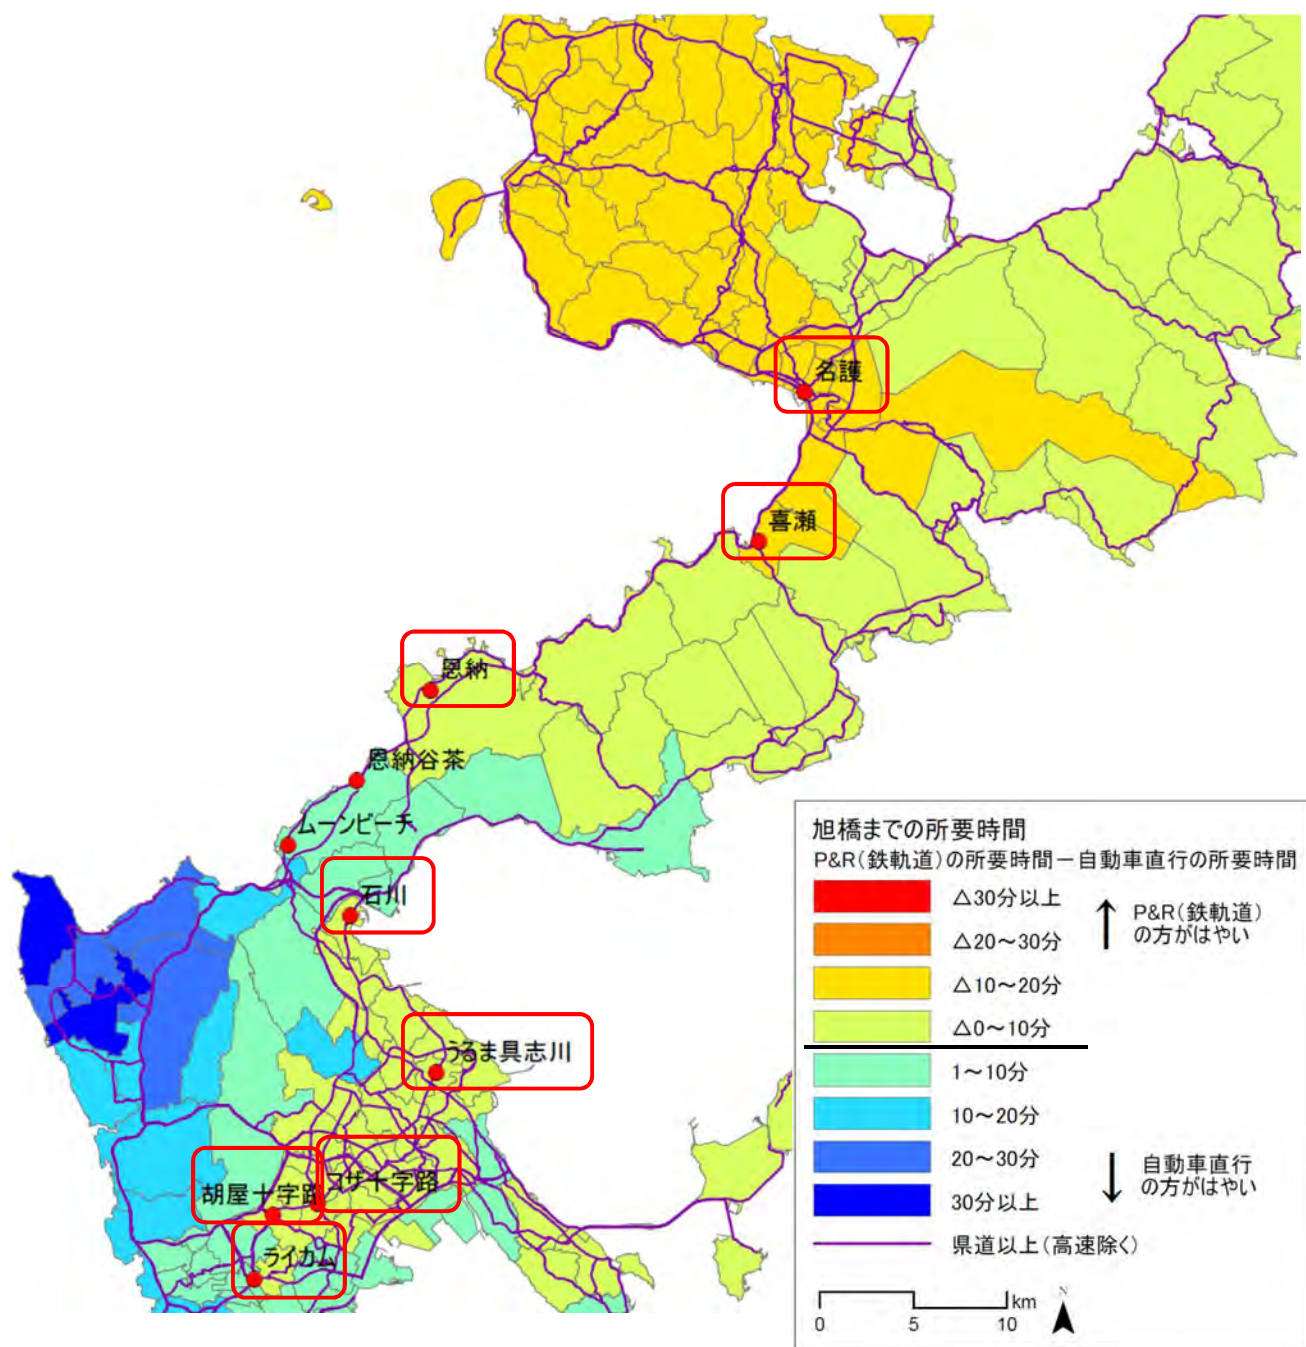 名護
喜瀬
恩納
恩納谷茶
ムーンビーチ
石川
うるま具志川
コザ十字路
胡屋十字路
ライカム
旭橋までの所要時間
P&R(鉄軌道)の所要時間－自動車直行の所要時間
△30分以上
△20～30分
△10～20分
△0～10分
1～10分
10～20分
20～30分
30分以上
県道以上(高速除く)
↑ P&R(鉄軌道)
の方がはやい
↓ 自動車直行
の方がはやい
km
0 5 10
N